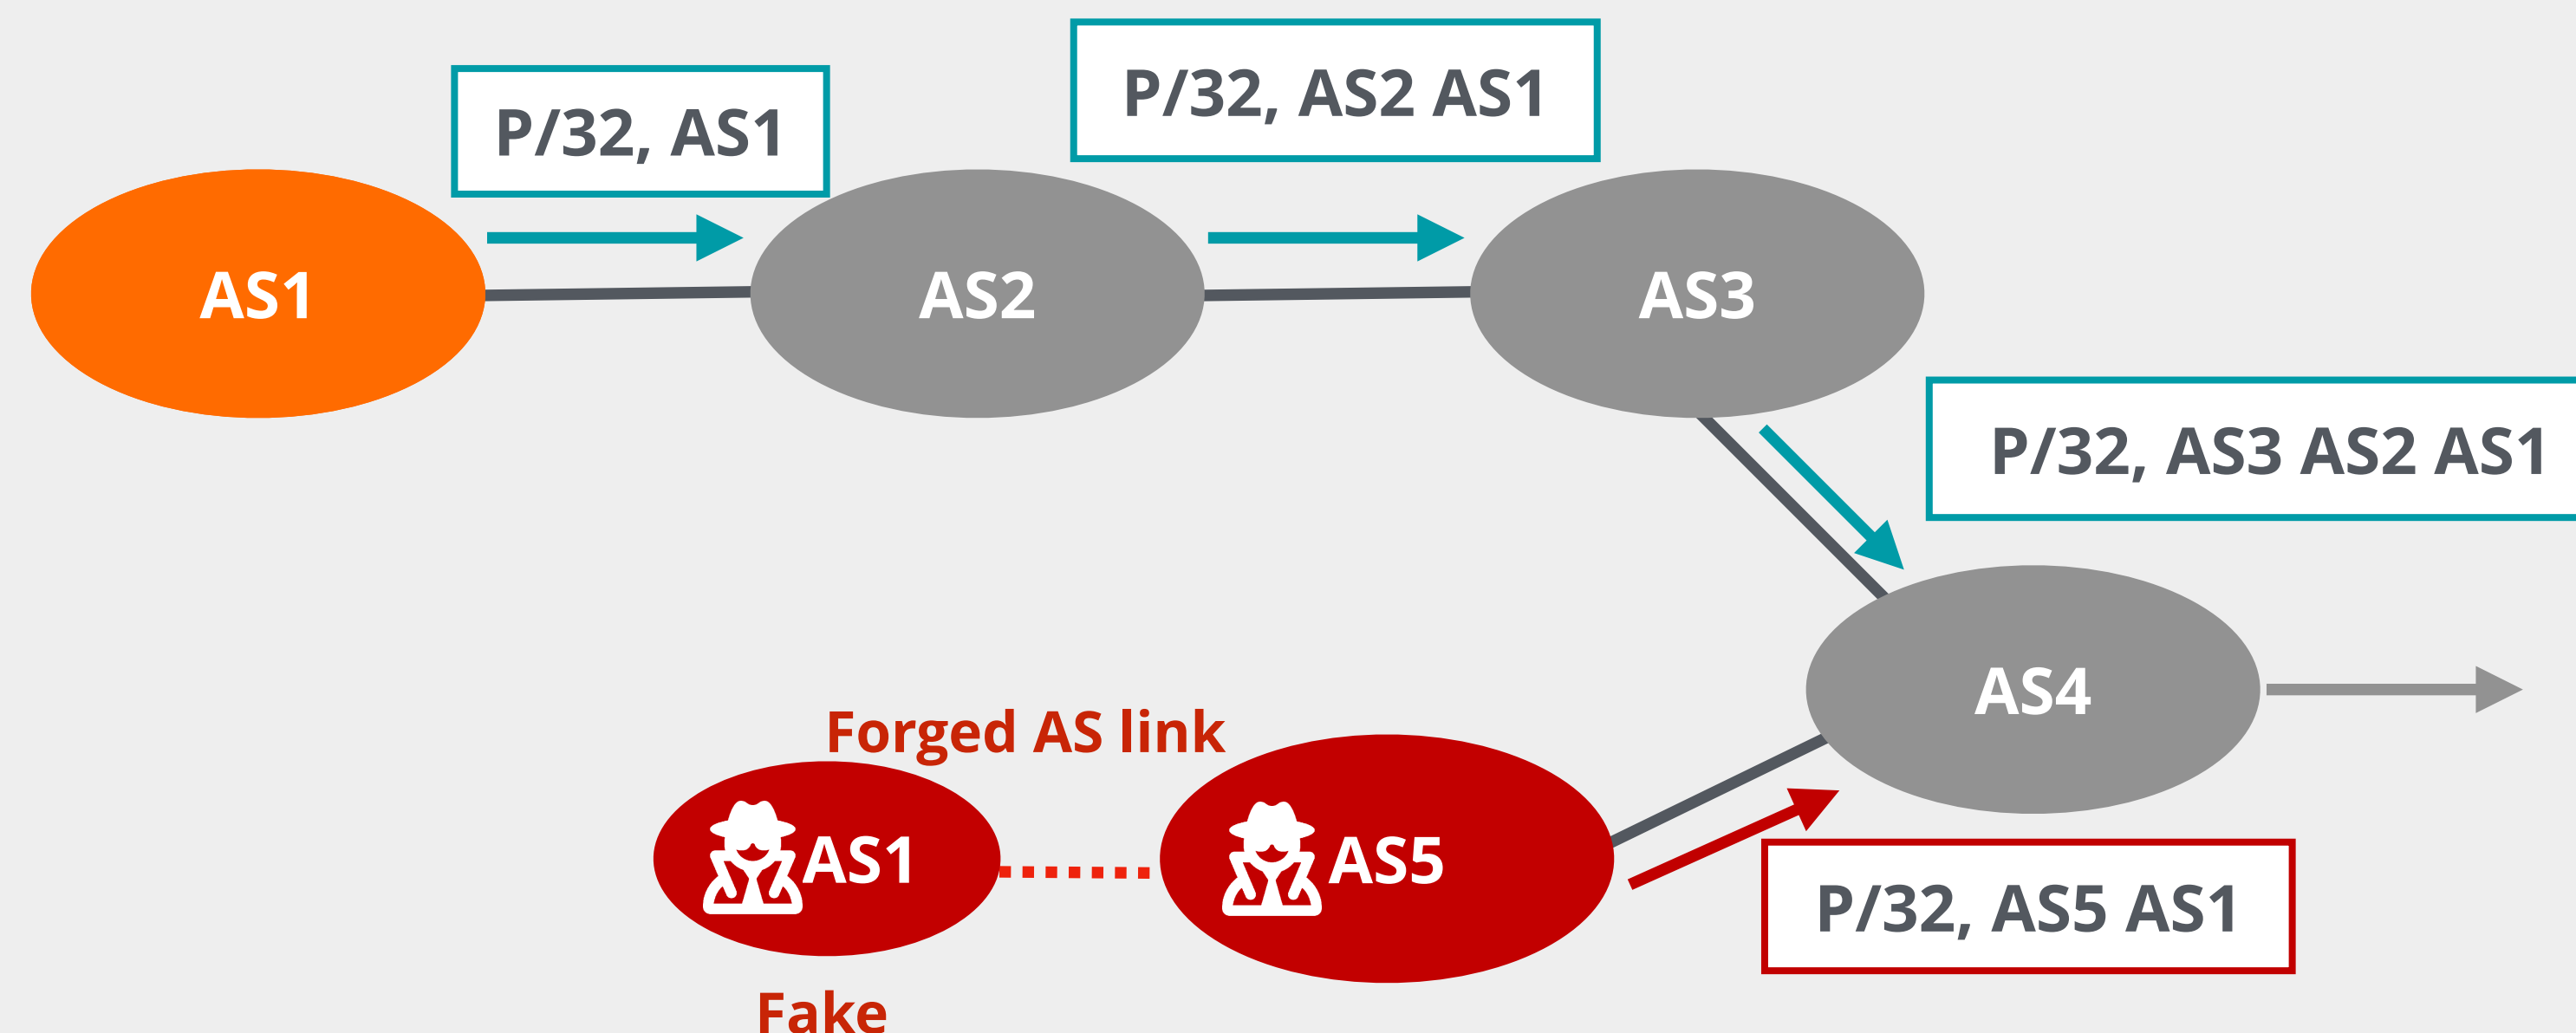 P/32, AS2 AS1
P/32, AS1
AS1
AS2
AS3
P/32, AS3 AS2 AS1
AS4
Forged AS link
AS1
AS5
P/32, AS5 AS1
Fake